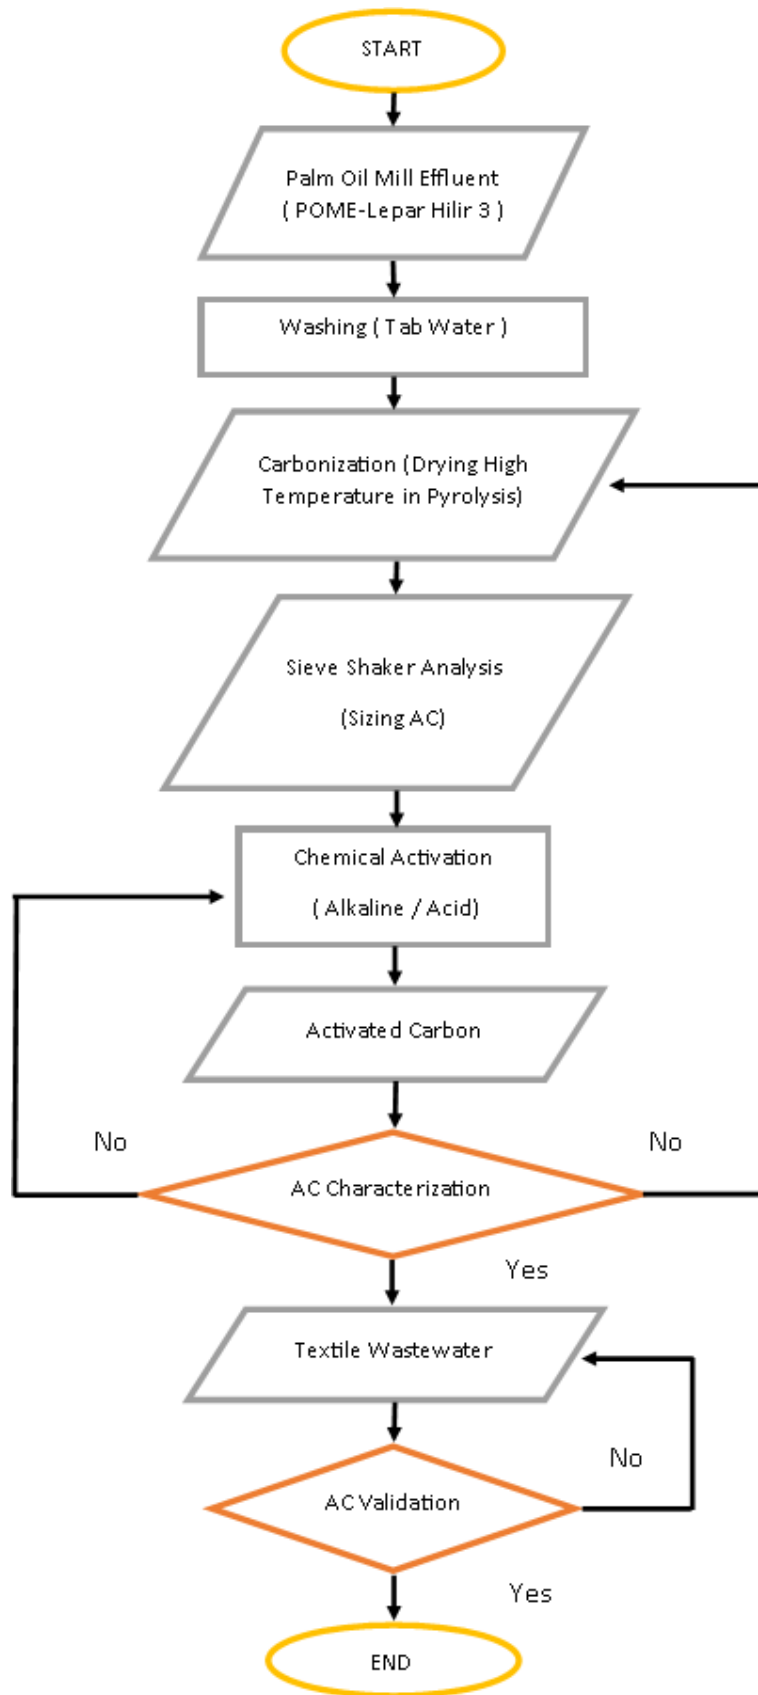 START
Palm Oil Mill Effluent
( POME-Lepar Hilir 3 )
Washing ( Tab Water )
Carbonization (Drying High
Temperature in Pyrolysis)
Sieve Shaker Analysis
(Sizing AC)
Chemical Activation
( Alkaline / Acid)
Activated Carbon
No
No
AC Characterization
Yes
Textile Wastewater
No
AC Validation
Yes
END